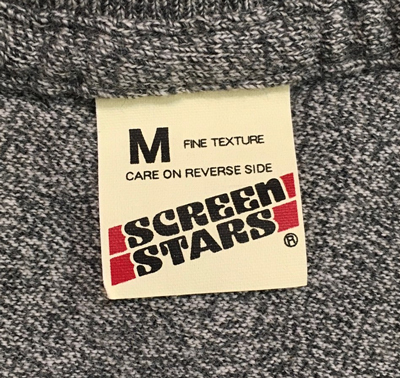 M FINE TEXTURE
CARE ON REVERSE SIDE
SCREEN
STARS®